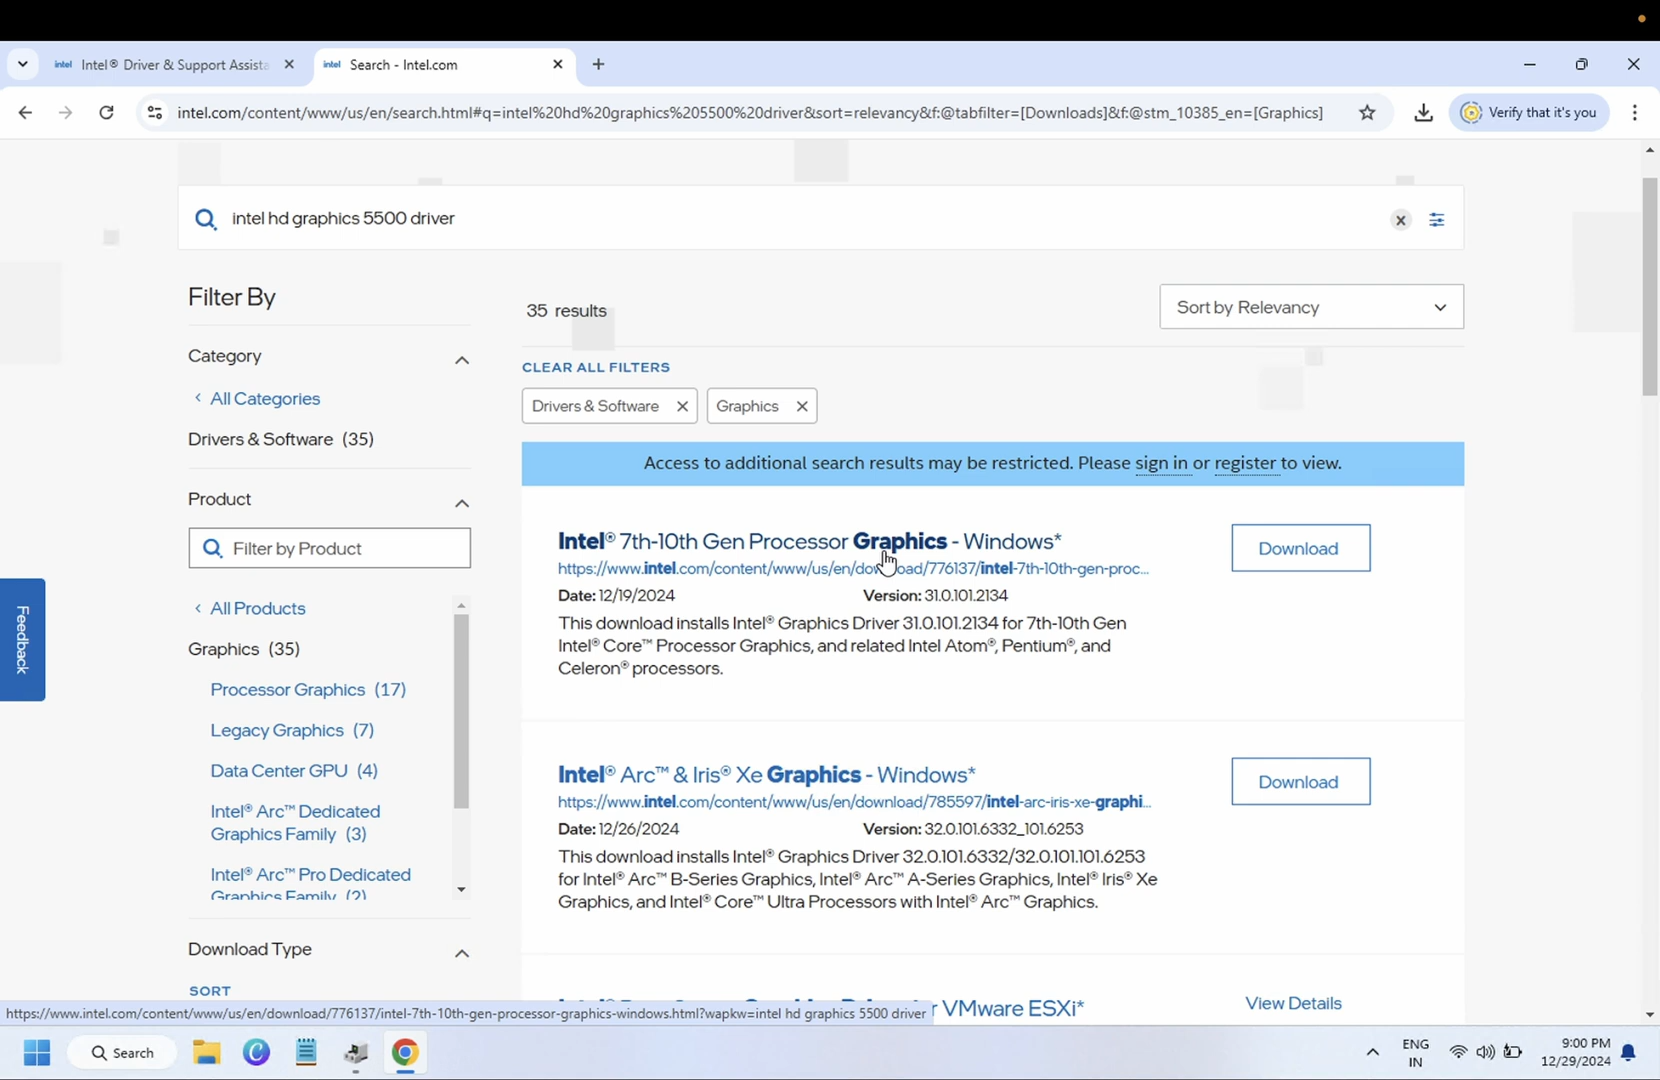 intel Intel® Driver & Support Assista
intel Search - Intel.com
intel.com/content/www/us/en/search.html#q=intel%20hd%20graphics%205500%20driver&sort=relevancy&f:@tabfilter=[Downloads]&f:@stm_10385_en=[Graphics]
Verify that it's you
intel hd graphics 5500 driver
Filter By
35 results
Sort by Relevancy
Category
CLEAR ALL FILTERS
< All Categories
Drivers & Software
Graphics
Drivers & Software (35)
Access to additional search results may be restricted. Please sign in or register to view.
Product
Filter by Product
Intel® 7th-10th Gen Processor Graphics - Windows*
Download
https://www.intel.com/content/www/us/en/download/776137/intel-7th-10th-gen-proc...
Date: 12/19/2024 Version: 31.0.101.2134
This download installs Intel® Graphics Driver 31.0.101.2134 for 7th-10th Gen
Intel® Core™ Processor Graphics, and related Intel Atom®, Pentium®, and
Celeron® processors.
Feedback
< All Products
Graphics (35)
Processor Graphics (17)
Legacy Graphics (7)
Data Center GPU (4)
Intel® Arc™ Dedicated
Graphics Family (3)
Intel® Arc™ Pro Dedicated
Graphics Family (2)
Intel® Arc™ & Iris® Xe Graphics - Windows*
Download
https://www.intel.com/content/www/us/en/download/785597/intel-arc-iris-xe-graphi...
Date: 12/26/2024 Version: 32.0.101.6332_101.6253
This download installs Intel® Graphics Driver 32.0.101.6332/32.0.101.101.6253
for Intel® Arc™ B-Series Graphics, Intel® Arc™ A-Series Graphics, Intel® Iris® Xe
Graphics, and Intel® Core™ Ultra Processors with Intel® Arc™ Graphics.
Download Type
SORT
VMware ESXi*
View Details
https://www.intel.com/content/www/us/en/download/776137/intel-7th-10th-gen-processor-graphics-windows.html?wapkw=intel hd graphics 5500 driver
Search
ENG
IN
9:00 PM
12/29/2024